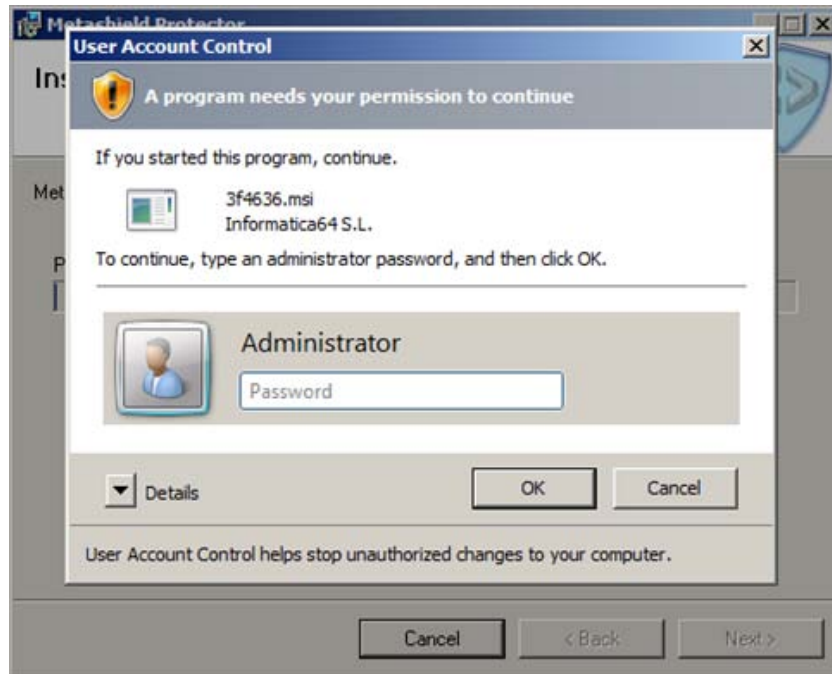 Metashield Protector
User Account Control
Ins
A program needs your permission to continue
If you started this program, continue.
Met
3f4636.msi
Informatica64 S.L.
To continue, type an administrator password, and then click OK.
P
Administrator
Password
Details
OK
Cancel
User Account Control helps stop unauthorized changes to your computer.
Cancel
< Back
Next >